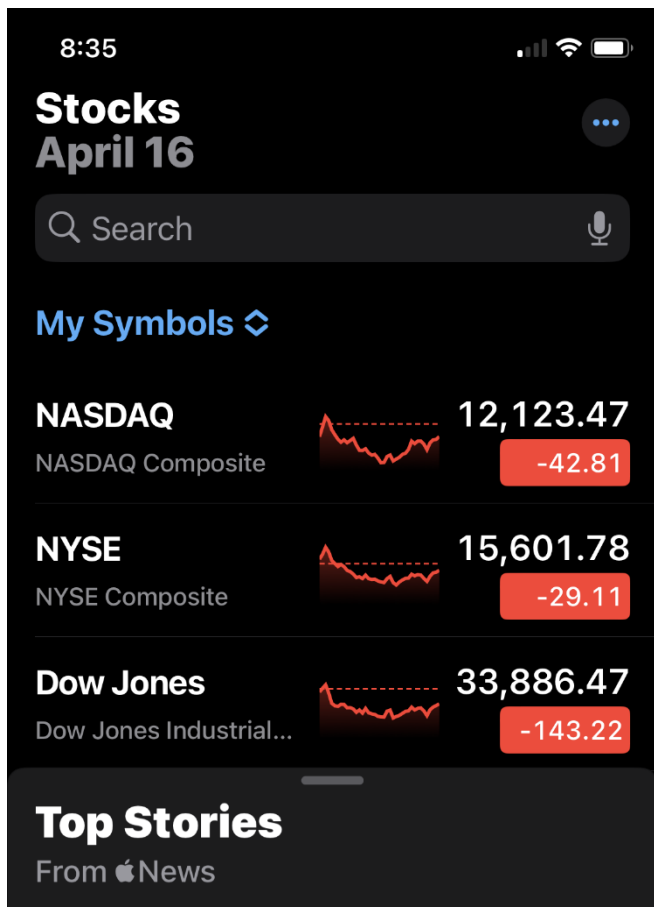 8:35
Stocks
April 16
Search
My Symbols
NASDAQ
12,123.47
NASDAQ Composite
-42.81
NYSE
15,601.78
NYSE Composite
-29.11
Dow Jones
33,886.47
Dow Jones Industrial...
-143.22
Top Stories
From News